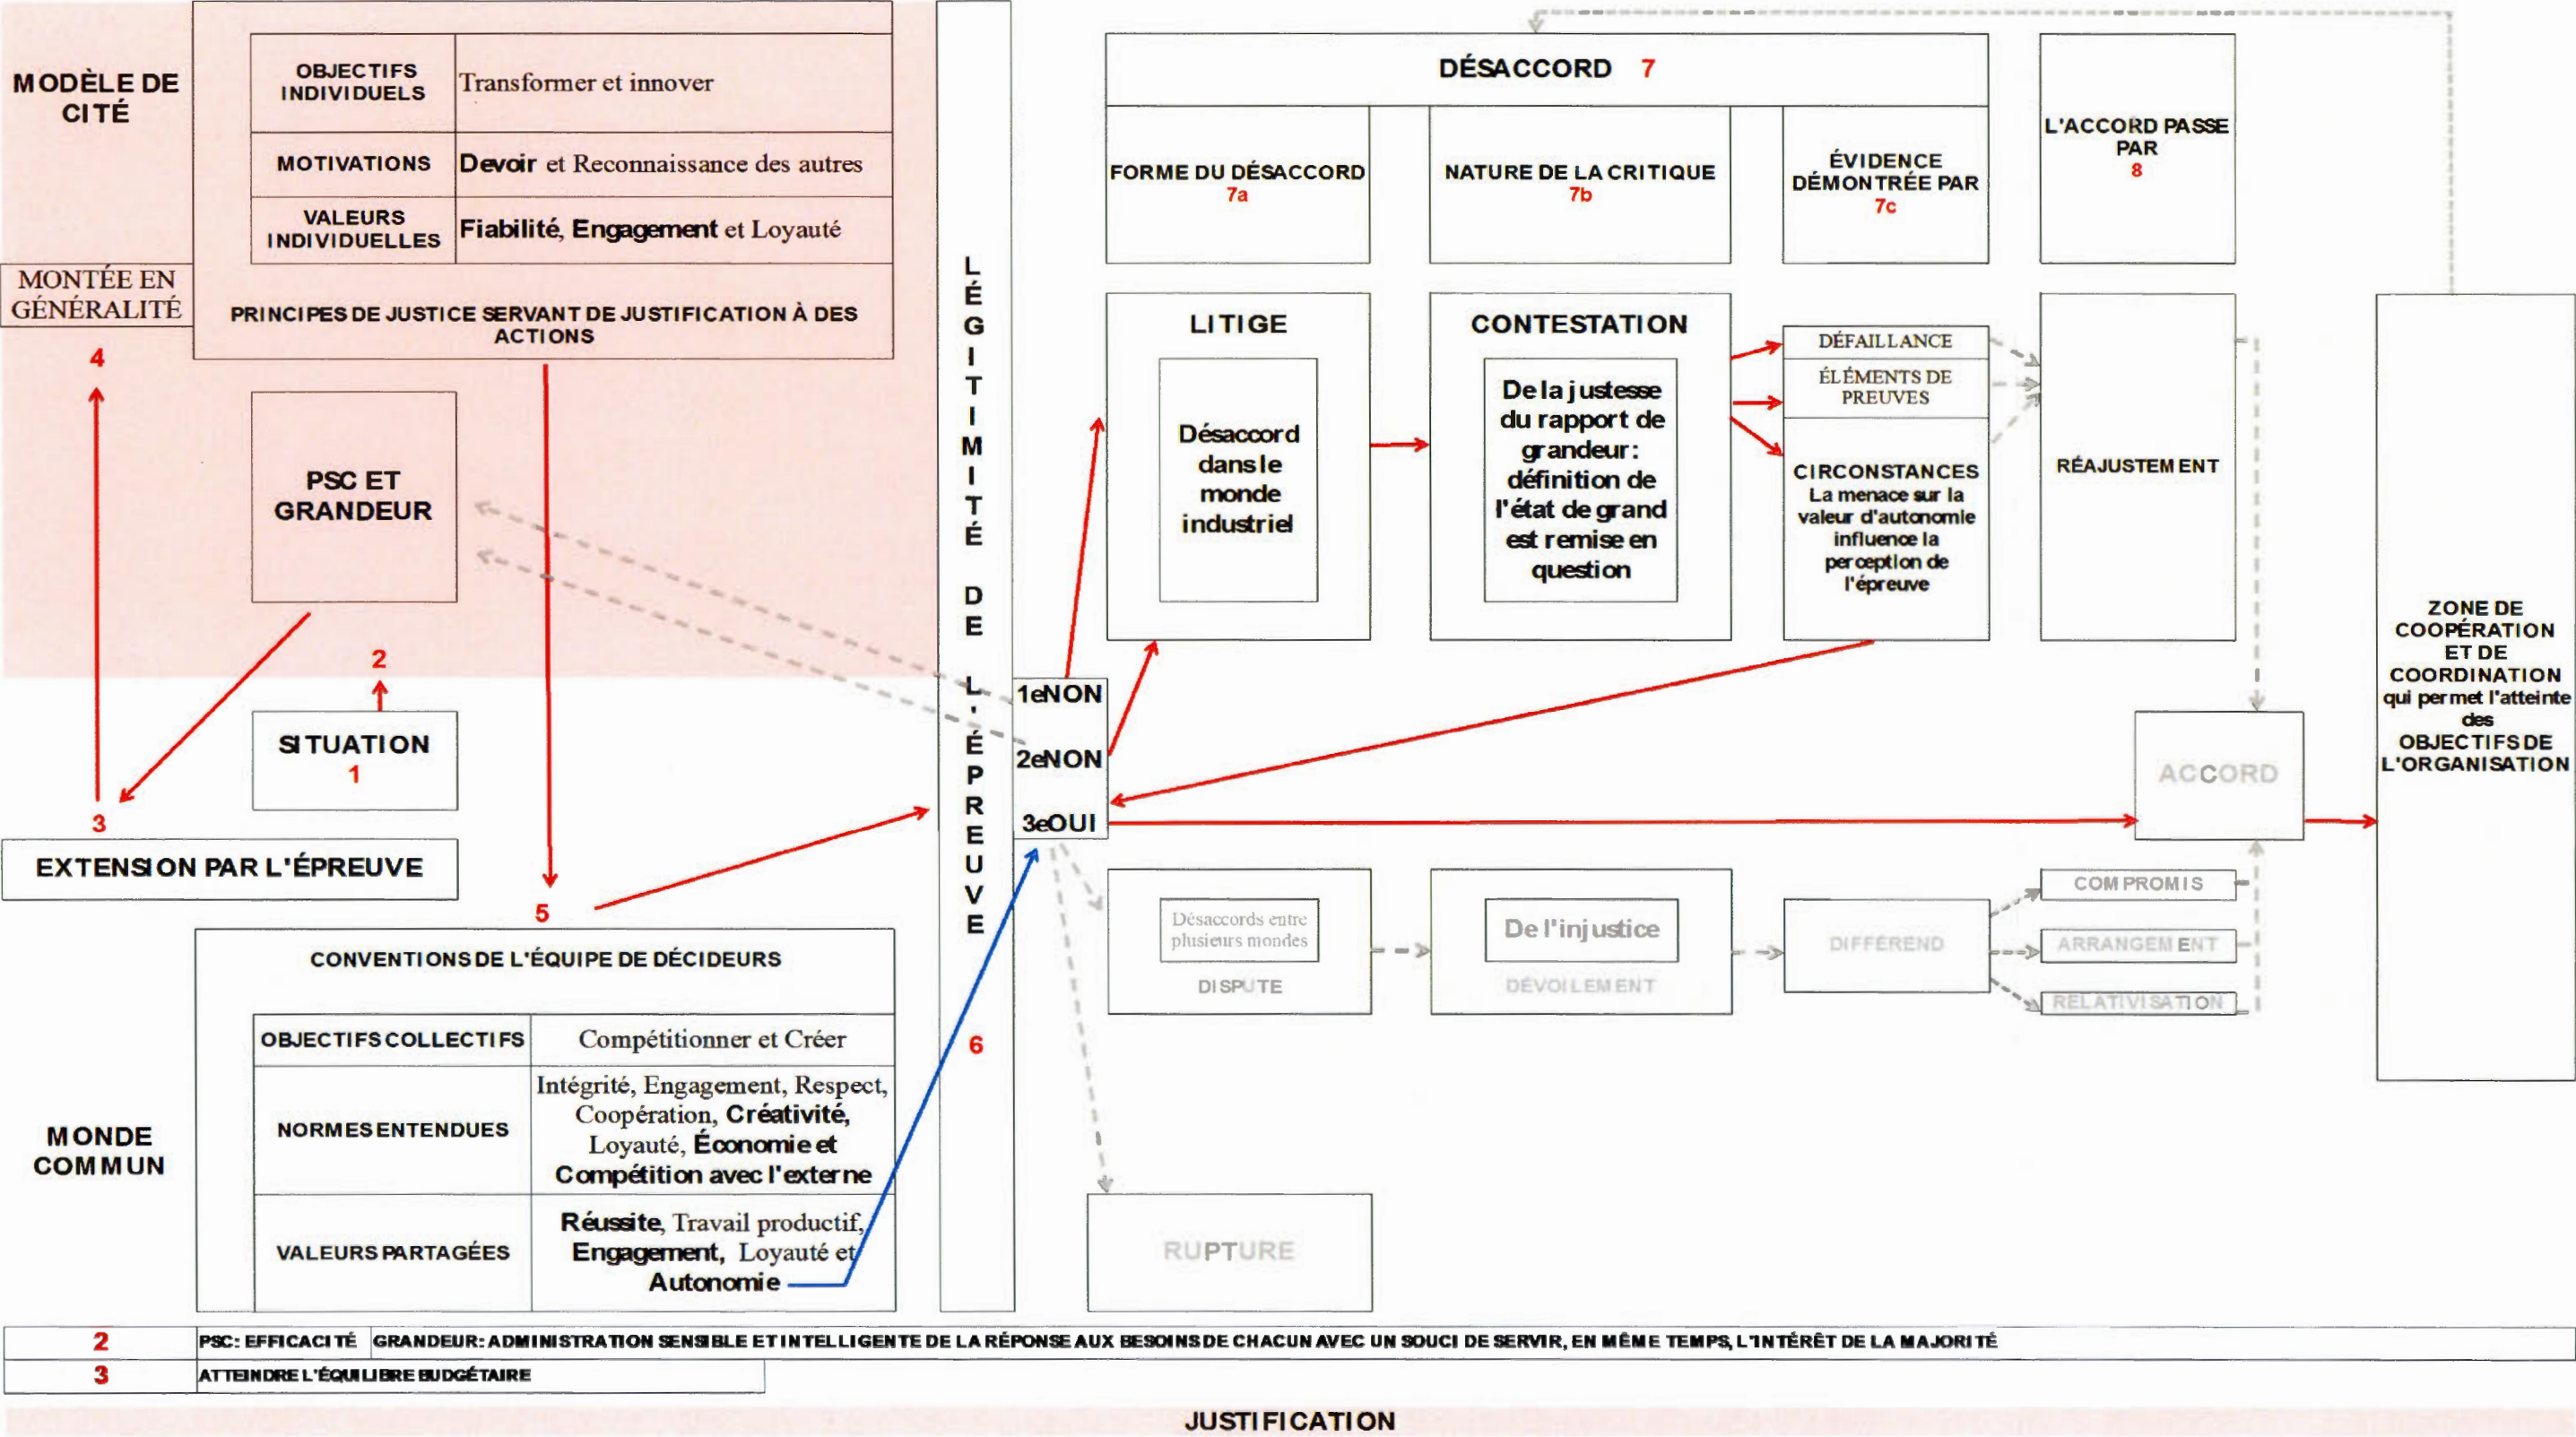 MODÈLE DE
CITÉ
OBJECTIFS
INDIVIDUELS
Transformer et innover
MOTIVATIONS
Devoir et Reconnaissance des autres
VALEURS
INDIVIDUELLES
Fiabilité, Engagement et Loyauté
MONTÉE EN
GÉNÉRALITÉ
PRINCIPES DE JUSTICE SERVANT DE JUSTIFICATION À DES
ACTIONS
4
PSC ET
GRANDEUR
2
SITUATION
1
3
EXTENSION PAR L'ÉPREUVE
5
CONVENTIONS DE L'ÉQUIPE DE DÉCIDEURS
OBJECTIFS COLLECTIFS
Compétitionner et Créer
NORMES ENTENDUES
Intégrité, Engagement, Respect,
Coopération, Créativité,
Loyauté, Économie et
Compétition avec l'externe
MONDE
COMMUN
VALEURS PARTAGÉES
Réussite, Travail productif,
Engagement, Loyauté et
Autonomie
LÉGITIMITÉ DE L'ÉPREUVE
6
1eNON
2eNON
3eOUI
DÉSACCORD 7
FORME DU DÉSACCORD
7a
NATURE DE LA CRITIQUE
7b
ÉVIDENCE
DÉMONTRÉE PAR
7c
L'ACCORD PASSE
PAR
8
LITIGE
Désaccord
dans le
monde
industriel
CONTESTATION
De la justesse
du rapport de
grandeur:
définition de
l'état de grand
est remise en
question
DÉFAILLANCE
ÉLÉMENTS DE
PREUVES
CIRCONSTANCES
La menace sur la
valeur d'autonomie
influence la
perception de
l'épreuve
RÉAJUSTEMENT
ACCORD
ZONE DE
COOPÉRATION
ET DE
COORDINATION
qui permet l'atteinte
des
OBJECTIFS DE
L'ORGANISATION
Désaccords entre
plusieurs mondes
DISPUTE
De l'injustice
DÉVOILEMENT
DIFFÉREND
COMPROMIS
ARRANGEMENT
RELATIVISATION
RUPTURE
2 PSC: EFFICACITÉ GRANDEUR: ADMINISTRATION SENSIBLE ET INTELLIGENTE DE LA RÉPONSE AUX BESOINS DE CHACUN AVEC UN SOUCI DE SERVIR, EN MÊME TEMPS, L'INTÉRÊT DE LA MAJORITÉ
3 ATTEINDRE L'ÉQUILIBRE BUDGÉTAIRE
JUSTIFICATION